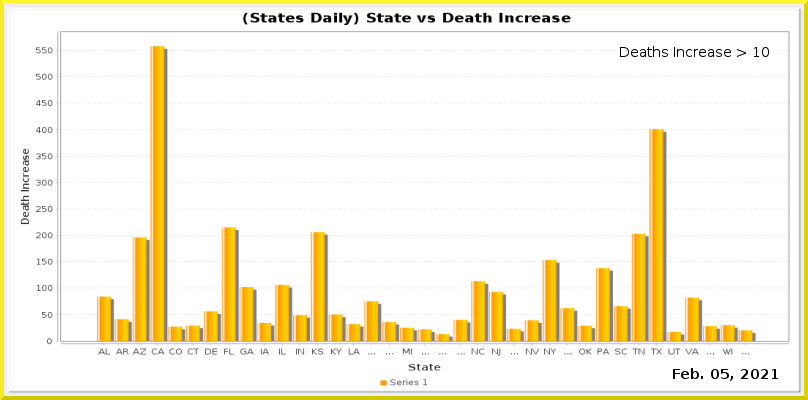 (States Daily) State vs Death Increase
Deaths Increase > 10
Death Increase
550
500
450
400
350
300
250
200
150
100
50
0
AL AR AZ CA CO CT DE FL GA IA IL IN KS KY LA ... ... MI ... ... ... NC NJ ... NV NY ... OK PA SC TN TX UT VA ... WI ...
State
Feb. 05, 2021
Series 1